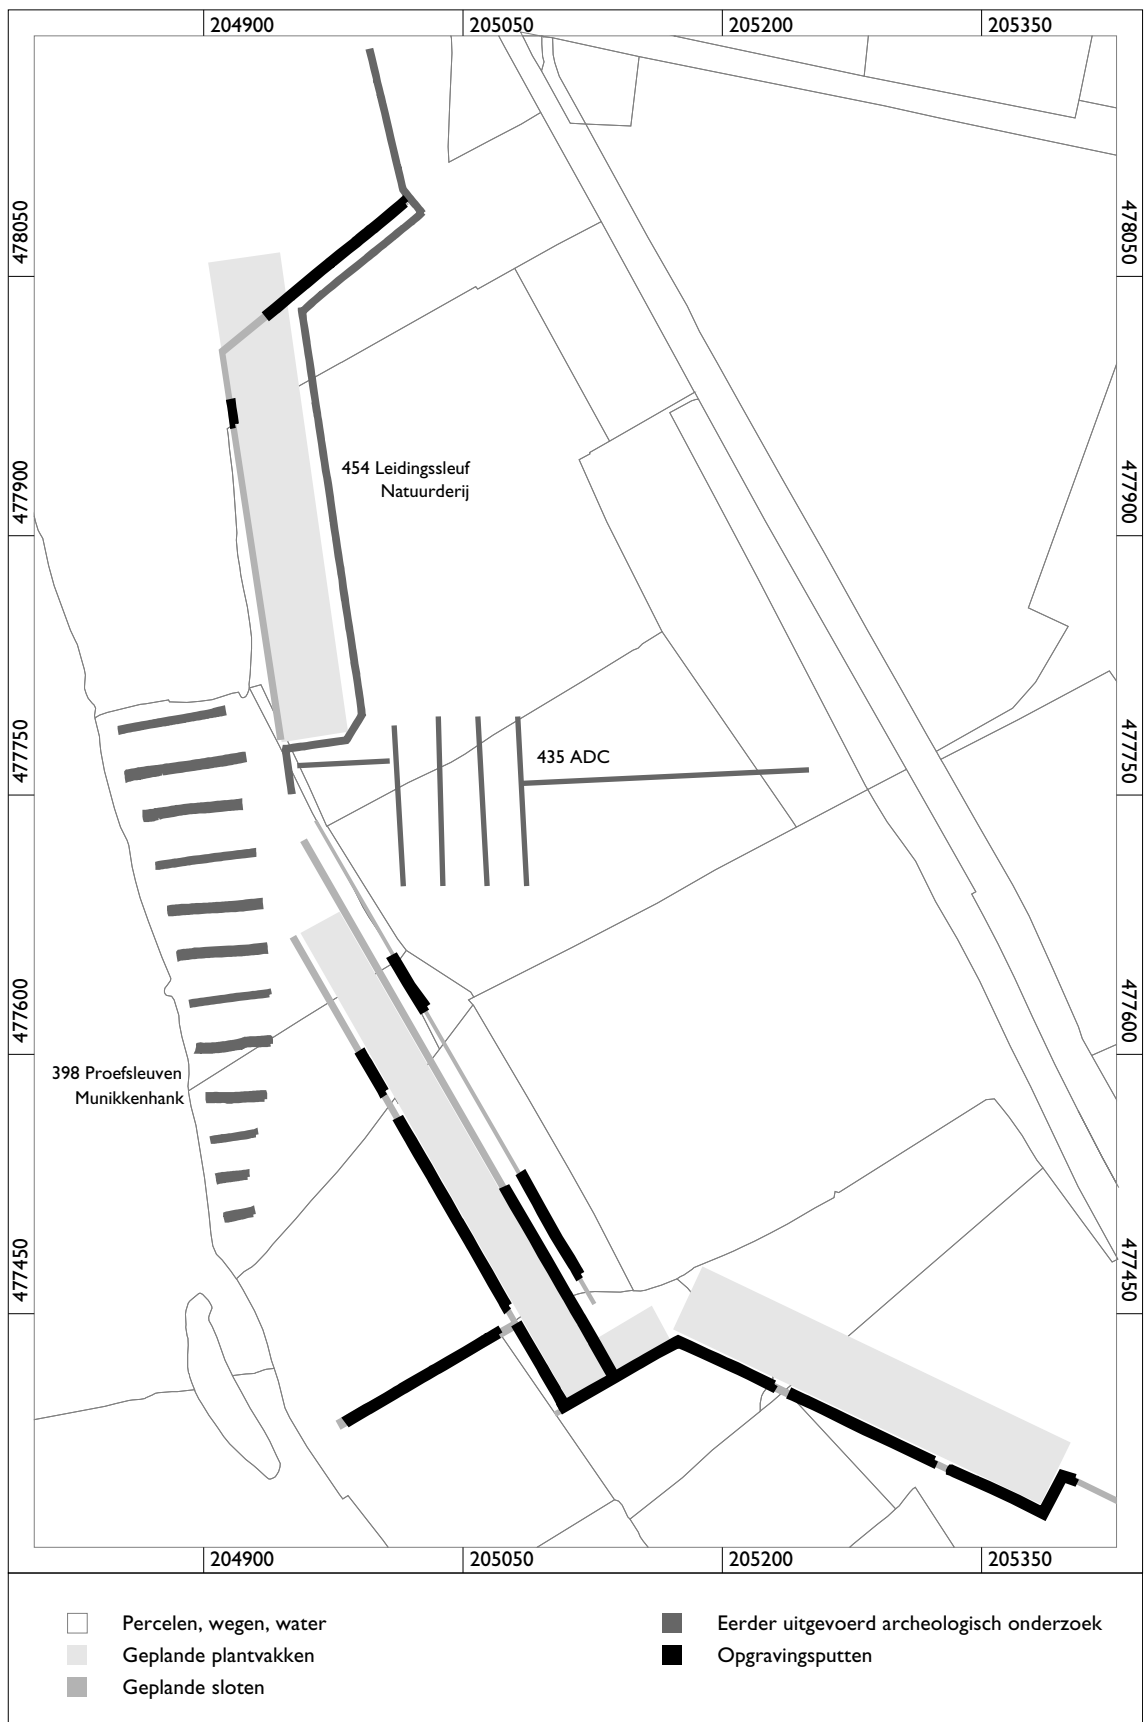 204900 205050 205200 205350
478050 478050
454 Leidingssleuf
Natuurderij
477900 477900
435 ADC
477750 477750
477600 477600
398 Proefsleuven
Munikkenhank
477450 477450
204900 205050 205200 205350
Percelen, wegen, water
Geplande plantvakken
Geplande sloten
Eerder uitgevoerd archeologisch onderzoek
Opgravingsputten